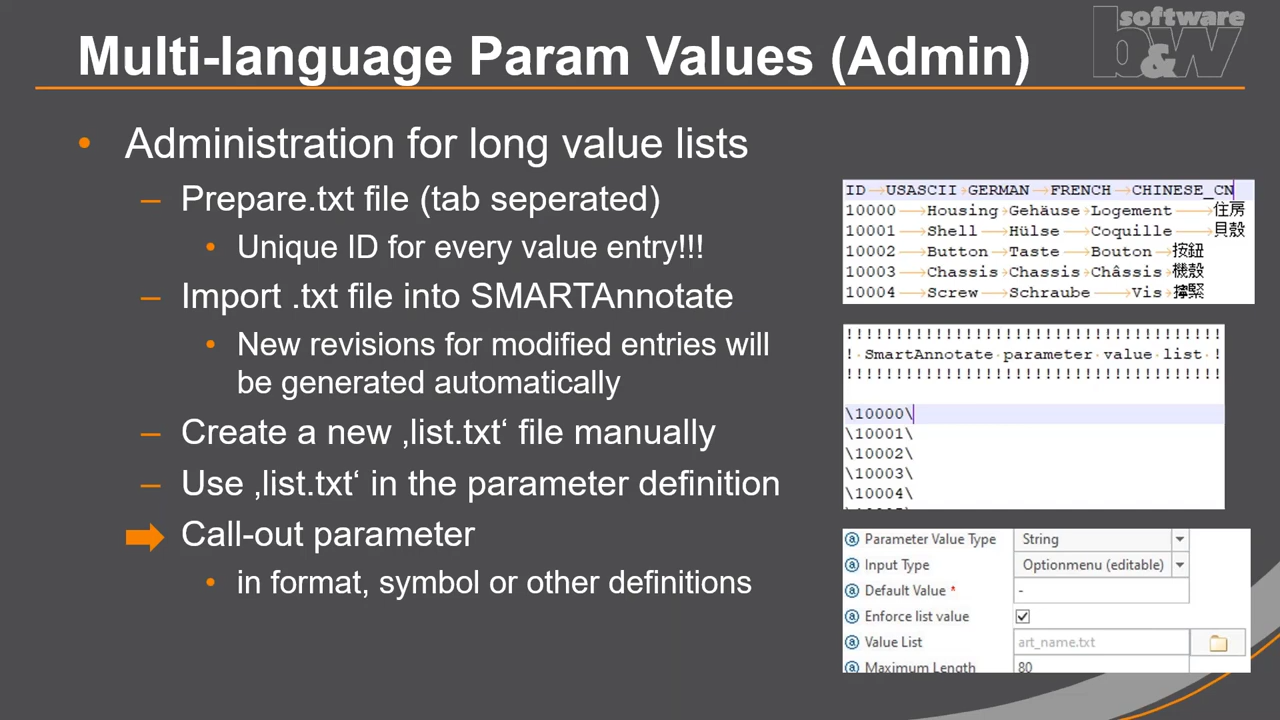 software
b&w
Multi-language Param Values (Admin)
• Administration for long value lists
– Prepare.txt file (tab seperated)
• Unique ID for every value entry!!!
– Import .txt file into SMARTAnnotate
• New revisions for modified entries will
be generated automatically
– Create a new ‚list.txt‘ file manually
– Use ‚list.txt‘ in the parameter definition
Call-out parameter
• in format, symbol or other definitions
ID→USASCII→GERMAN→FRENCH→CHINESE_CN
10000→Housing→Gehäuse→Logement→住房
10001→Shell→Hülse→Coquille→貝殼
10002→Button→Taste→Bouton→按鈕
10003→Chassis→Chassis→Châssis→機殼
10004→Screw→Schraube→Vis→擰緊
!!!!!!!!!!!!!!!!!!!!!!!!!!!!!!!!!!!!!!
!·SmartAnnotate·parameter·value·list·!
!!!!!!!!!!!!!!!!!!!!!!!!!!!!!!!!!!!!!!
\10000\
\10001\
\10002\
\10003\
\10004\
Parameter Value Type String
Input Type Optionmenu (editable)
Default Value * -
Enforce list value
Value List art_name.txt
Maximum Length 80